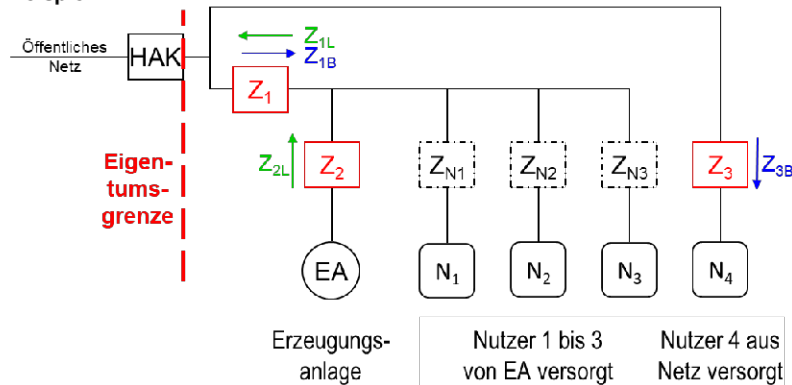 Öffentliches
Netz
HAK
Z1L
Z1B
Z1
Eigen-
tums-
grenze
Z2L
Z2
ZN1
ZN2
ZN3
Z3
Z3B
EA
N1
N2
N3
N4
Erzeugungs-
anlage
Nutzer 1 bis 3
von EA versorgt
Nutzer 4 aus
Netz versorgt